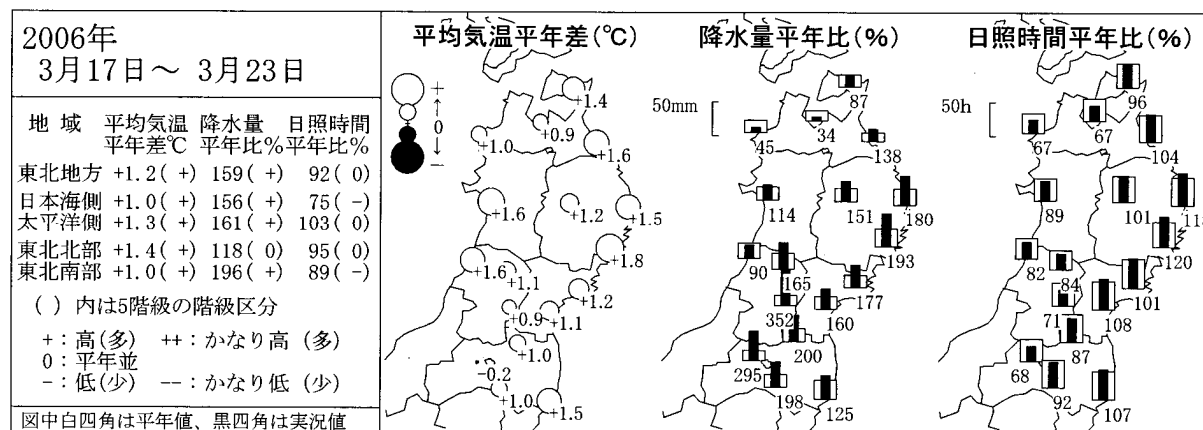 2006年
3月17日～ 3月23日
地 域 平均気温 降水量 日照時間
平年差℃ 平年比% 平年比%
東北地方 +1.2( +) 159( +) 92( 0)
日本海側 +1.0( +) 156( +) 75( -)
太平洋側 +1.3( +) 161( +) 103( 0)
東北北部 +1.4( +) 118( 0) 95( 0)
東北南部 +1.0( +) 196( +) 89( -)
( ) 内は5階級の階級区分
+ : 高(多) ++ : かなり高 (多)
0 : 平年並
- : 低(少) -- : かなり低 (少)
図中白四角は平年値、黒四角は実況値
平均気温平年差(℃)
+
↑
0
↓
-
+1.4
+0.9
+1.0
+1.6
+1.6
+1.2
+1.5
+1.8
+1.6
+1.1
+1.2
+0.9
+1.1
+1.0
-0.2
+1.0
+1.5
降水量平年比(%)
50mm
87
34
45
138
114
151
180
193
90
165
177
352
160
200
295
198
125
日照時間平年比(%)
50h
96
67
67
104
89
101
120
82
84
101
71
108
87
68
92
107